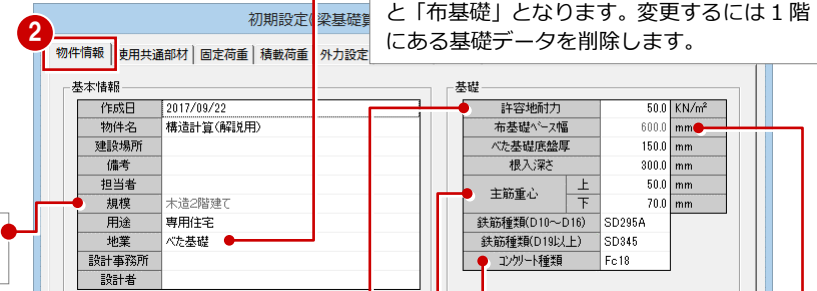 初期設定(梁基礎
と「布基礎」となります。変更するには 1 階
にある基礎データを削除します。
2
物件情報 使用共通部材 固定荷重 積載荷重 外力設定
基本情報
作成日 2017/09/22
物件名 構造計算(解説用)
建設場所
備考
担当者
規模 木造2階建て
用途 専用住宅
地業 べた基礎
設計事務所
設計者
基礎
許容地耐力 50.0 KN/m²
布基礎ベース幅 600.0 mm
べた基礎底盤厚 150.0 mm
根入深さ 300.0 mm
主筋重心 上 50.0 mm
下 70.0 mm
鉄筋種類(D10～D16) SD295A
鉄筋種類(D19以上) SD345
コンクリート種類 Fc18